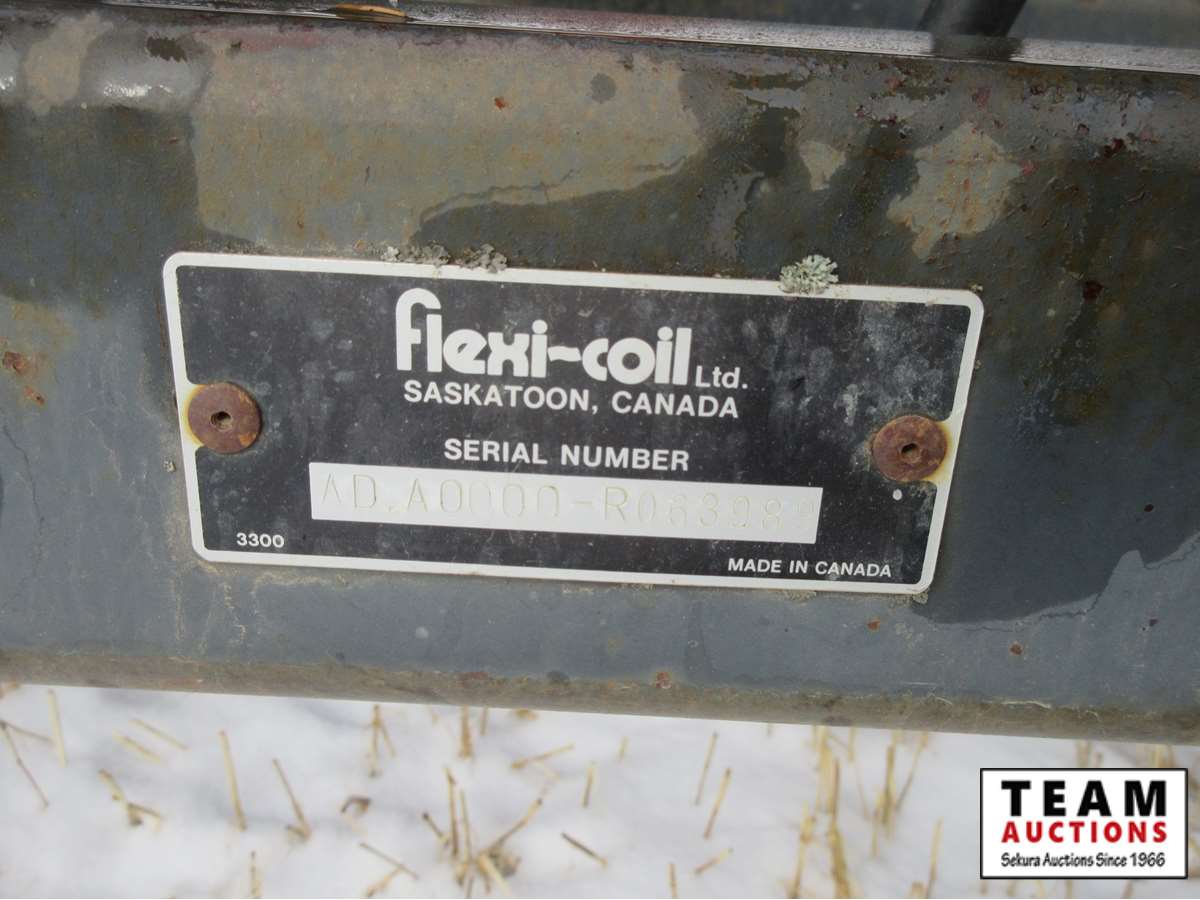 flexi-coil Ltd.
SASKATOON, CANADA
SERIAL NUMBER
AD.A0000-R063989
3300
MADE IN CANADA
TEAM
AUCTIONS
Sekura Auctions Since 1966